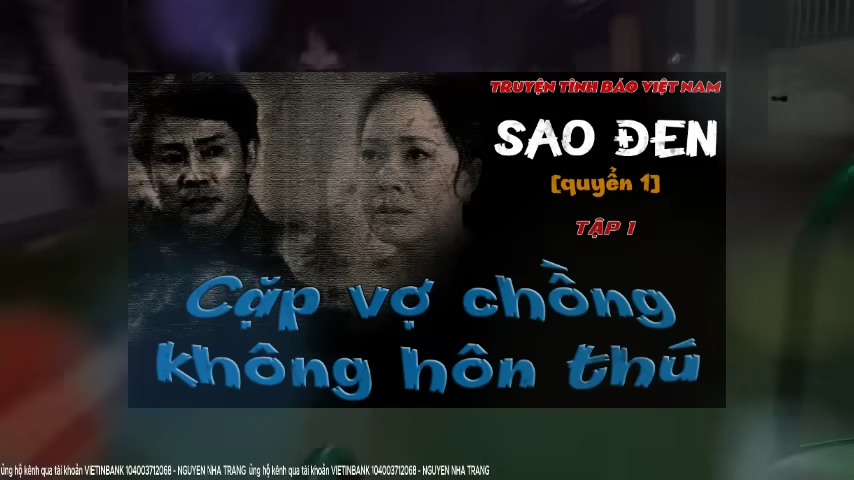 TRUYỆN TÌNH BÁO VIỆT NAM
SAO ĐEN
[quyển 1]
TẬP 1
Cặp vợ chồng
không hôn thú
ủng hộ kênh qua tài khoản VIETINBANK 104003712068 - NGUYEN NHA TRANG ủng hộ kênh qua tài khoản VIETINBANK 104003712068 - NGUYEN NHA TRANG